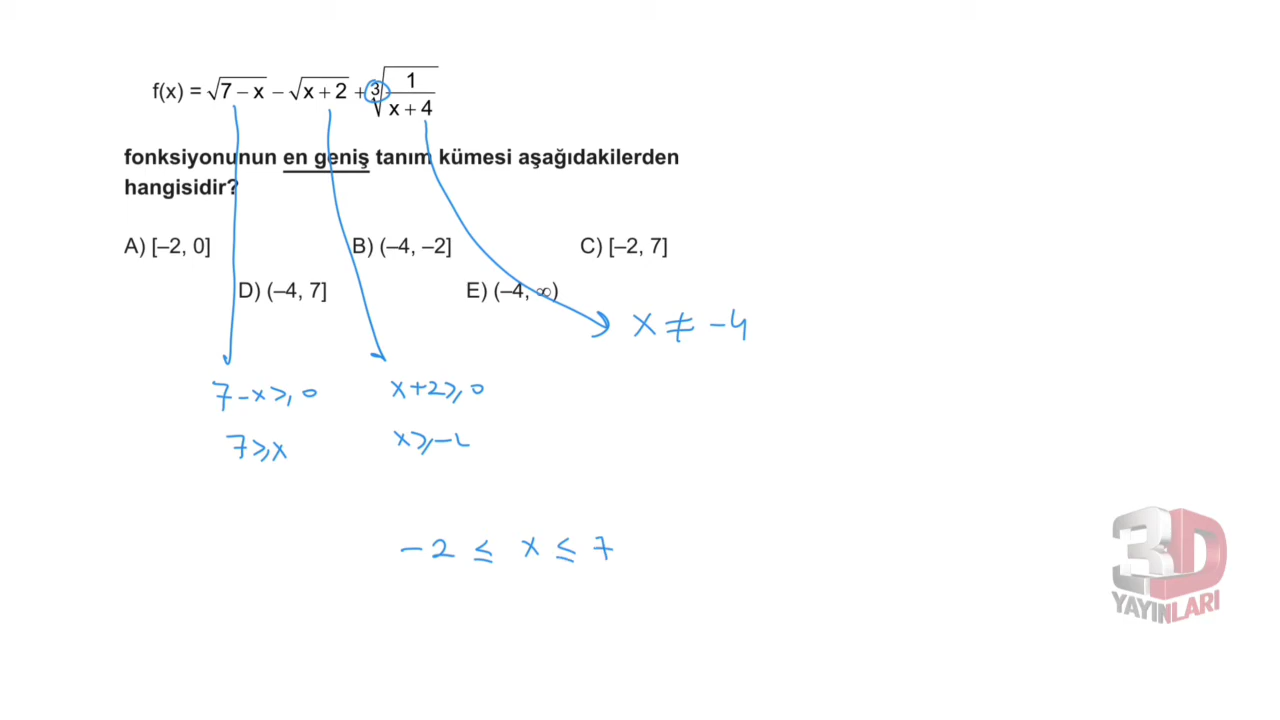 f(x) = √(7 – x) – √(x + 2) + ∛(1/(x + 4))
fonksiyonunun en geniş tanım kümesi aşağıdakilerden
hangisidir?
A) [–2, 0] B) (–4, –2] C) [–2, 7]
D) (–4, 7] E) (–4, ∞)
x ≠ -4
7-x ≥ 0 x+2 ≥ 0
7 ≥ x x ≥ -2
-2 ≤ x ≤ 7
3D
YAYINLARI